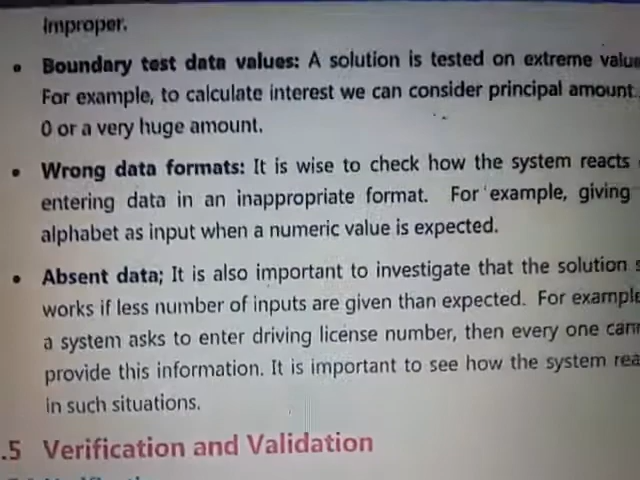 improper.
• Boundary test data values: A solution is tested on extreme value
For example, to calculate interest we can consider principal amount
0 or a very huge amount.
• Wrong data formats: It is wise to check how the system reacts
entering data in an inappropriate format. For example, giving
alphabet as input when a numeric value is expected.
• Absent data; It is also important to investigate that the solution s
works if less number of inputs are given than expected. For example
a system asks to enter driving license number, then every one cann
provide this information. It is important to see how the system rea
in such situations.
.5 Verification and Validation